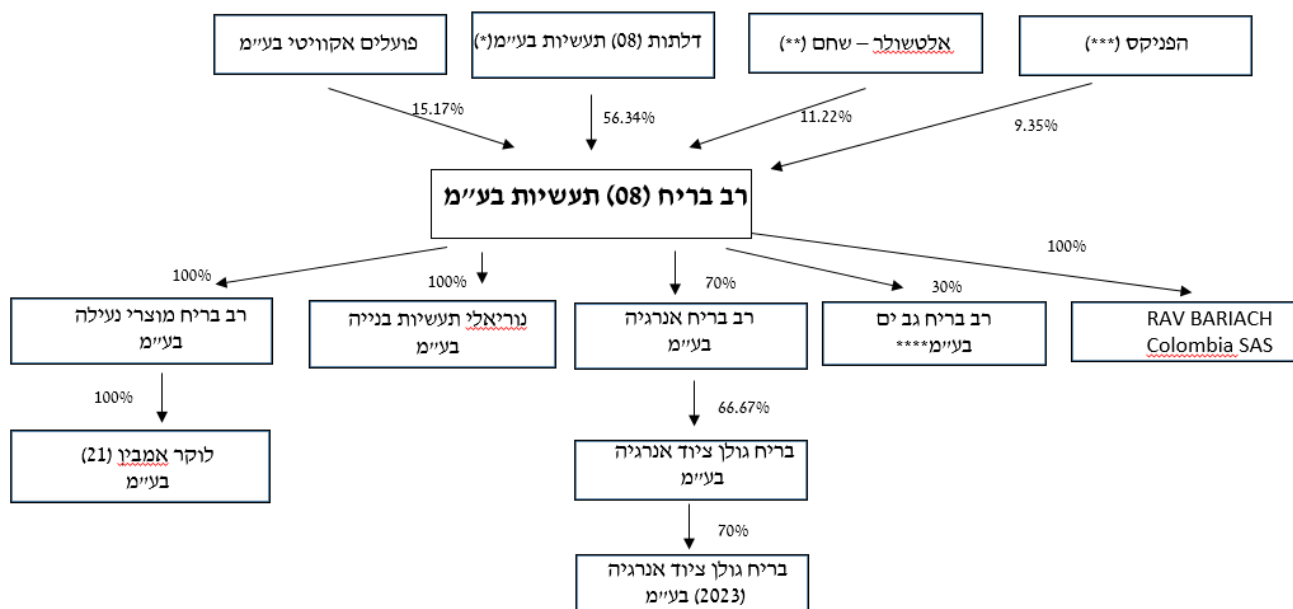 הפניקס (***)
אלטשולר – שחם (**)
דלתות (08) תעשיות בע״מ(*)
פועלים אקוויטי בע״מ
9.35%
11.22%
56.34%
15.17%
רב בריח (08) תעשיות בע״מ
100%
30%
70%
100%
100%
RAV BARIACH
Colombia SAS
רב בריח גב ים
בע״מ****
רב בריח אנרגיה
בע״מ
נוריאלי תעשיות בנייה
בע״מ
רב בריח מוצרי נעילה
בע״מ
66.67%
100%
בריח גולן ציוד אנרגיה
בע״מ
לוקר אמבין (21)
בע״מ
70%
בריח גולן ציוד אנרגיה
(2023) בע״מ